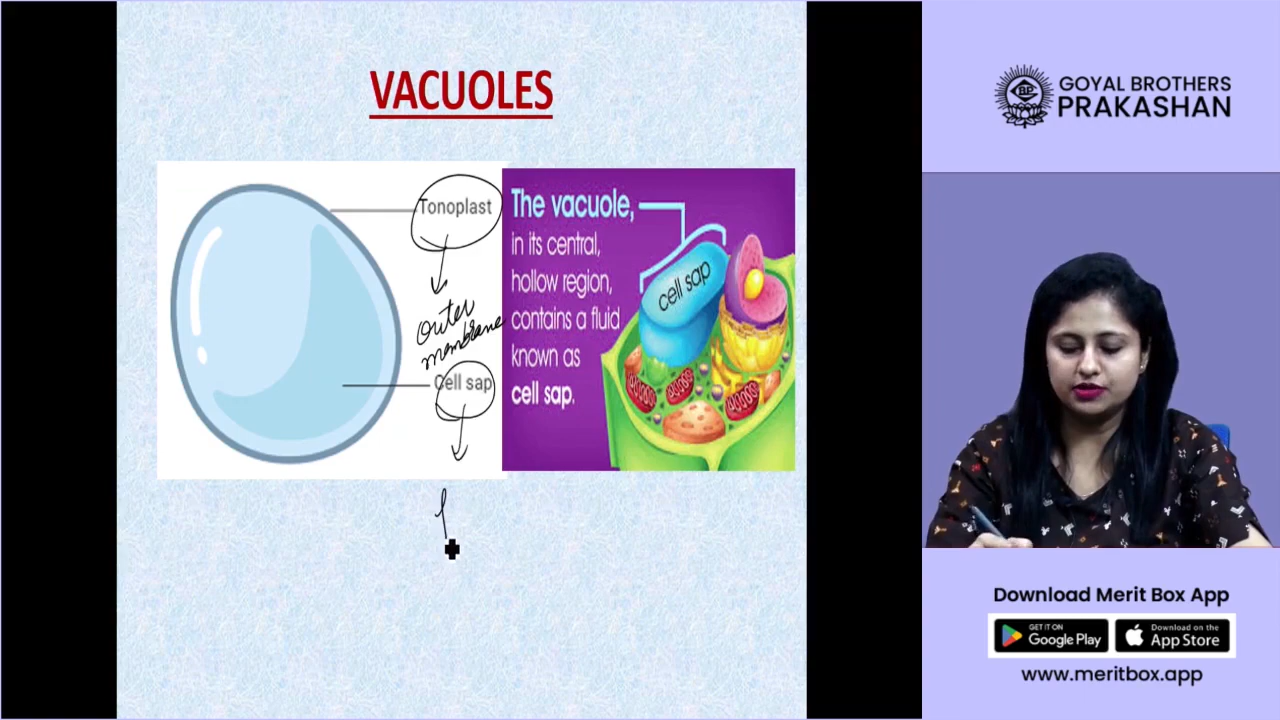 VACUOLES
Tonoplast
outer
membrane
Cell sap
The vacuole,
in its central,
hollow region,
contains a fluid
known as
cell sap.
cell sap
GOYAL BROTHERS
PRAKASHAN
GBP
Download Merit Box App
GET IT ON
Google Play
Download on the
App Store
www.meritbox.app